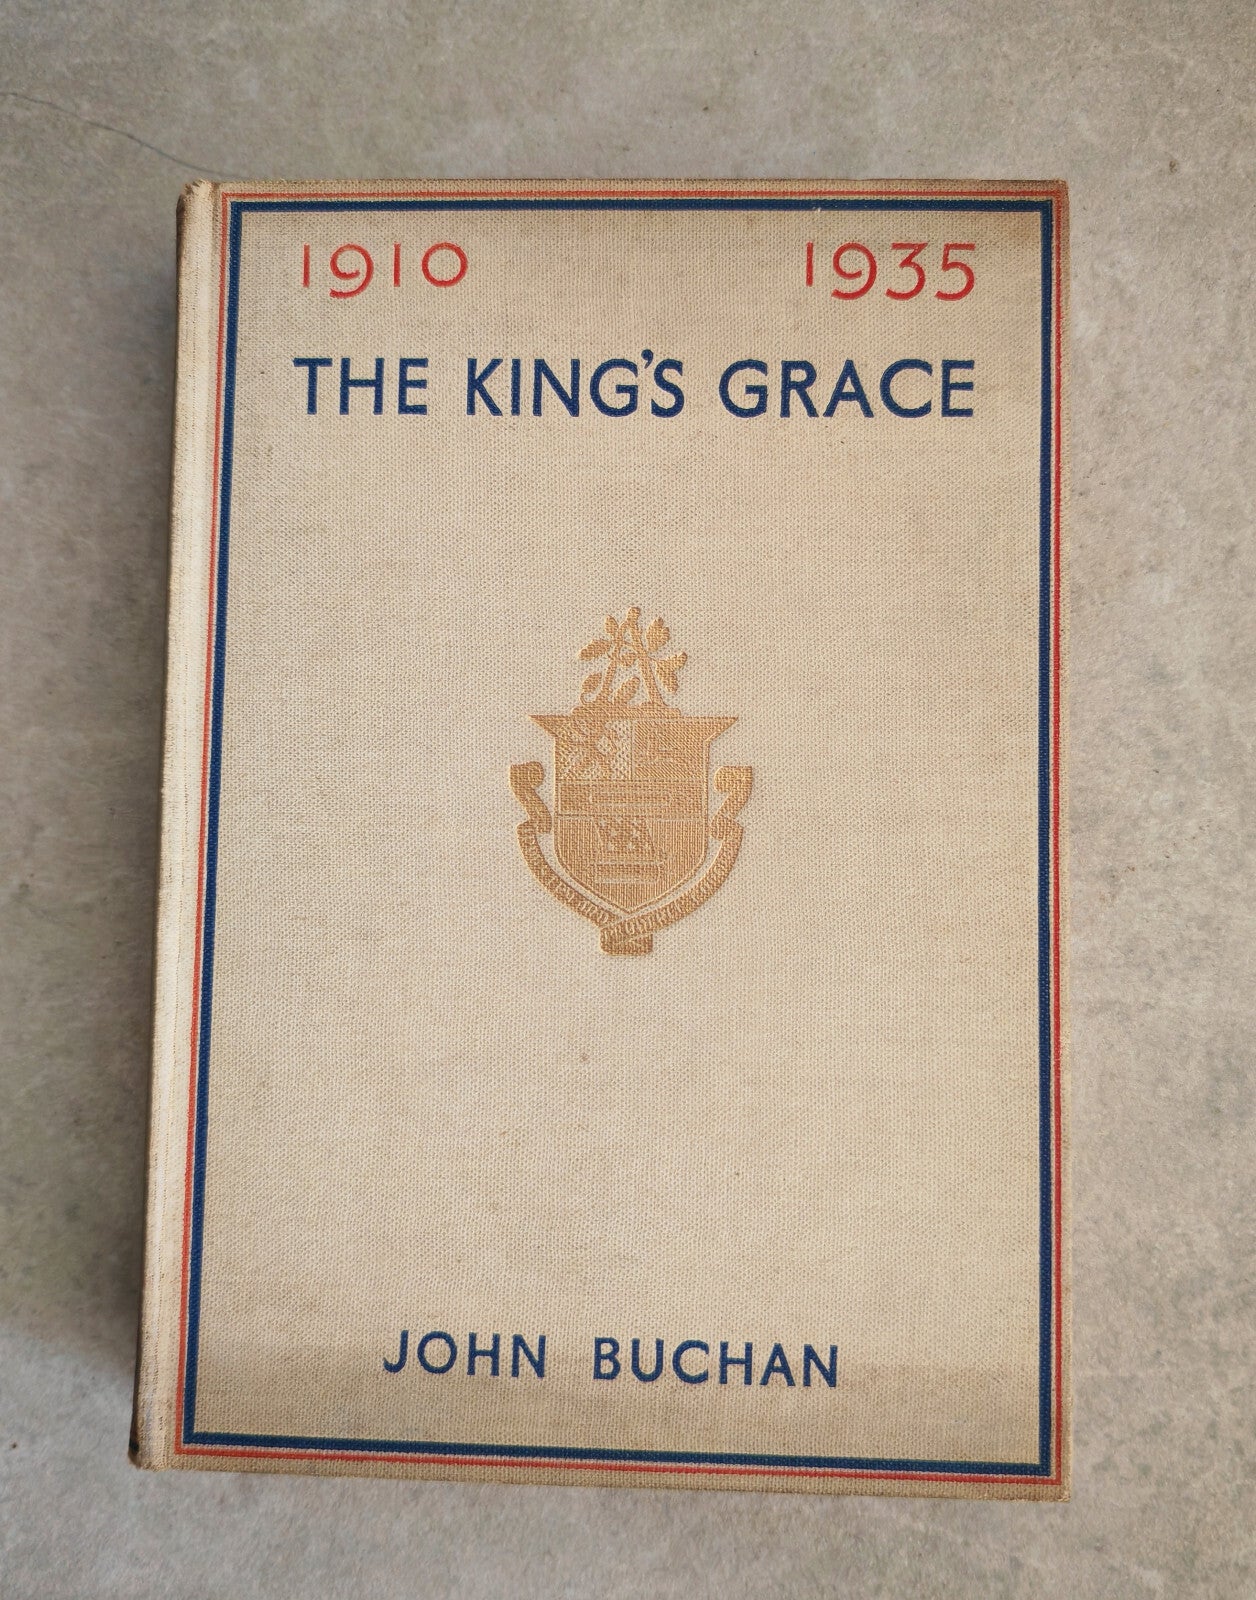 1910 1935
THE KING'S GRACE
JOHN BUCHAN